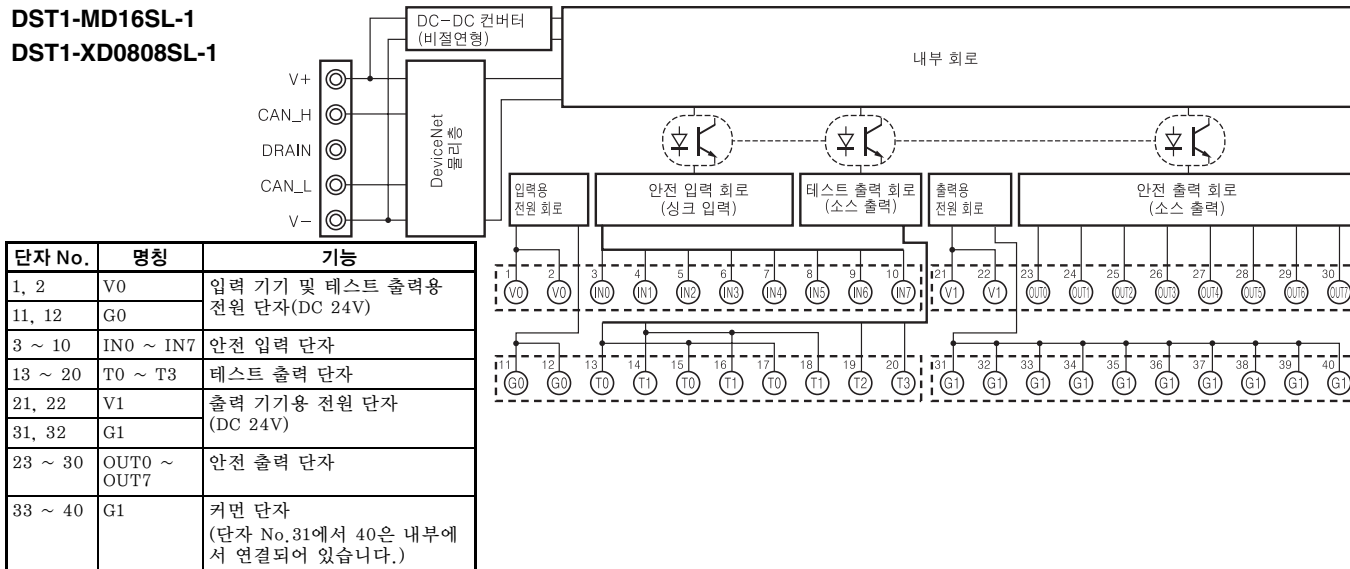 DST1-MD16SL-1
DST1-XD0808SL-1
DC-DC 컨버터
(비절연형)
내부 회로
V+
CAN_H
DRAIN
CAN_L
V-
DeviceNet
물리층
입력용
전원 회로
안전 입력 회로
(싱크 입력)
테스트 출력 회로
(소스 출력)
출력용
전원 회로
안전 출력 회로
(소스 출력)
1 2 3 4 5 6 7 8 9 10
V0 V0 IN0 IN1 IN2 IN3 IN4 IN5 IN6 IN7
21 22 23 24 25 26 27 28 29 30
V1 V1 OUT0 OUT1 OUT2 OUT3 OUT4 OUT5 OUT6 OUT7
11 12 13 14 15 16 17 18 19 20
G0 G0 T0 T1 T0 T1 T0 T1 T2 T3
31 32 33 34 35 36 37 38 39 40
G1 G1 G1 G1 G1 G1 G1 G1 G1 G1
단자 No. 명칭 기능
1, 2 V0 입력 기기 및 테스트 출력용
전원 단자(DC 24V)
11, 12 G0
3 ~ 10 IN0 ~ IN7 안전 입력 단자
13 ~ 20 T0 ~ T3 테스트 출력 단자
21, 22 V1 출력 기기용 전원 단자
(DC 24V)
31, 32 G1
23 ~ 30 OUT0 ~
OUT7 안전 출력 단자
33 ~ 40 G1 커먼 단자
(단자 No.31에서 40은 내부에
서 연결되어 있습니다.)